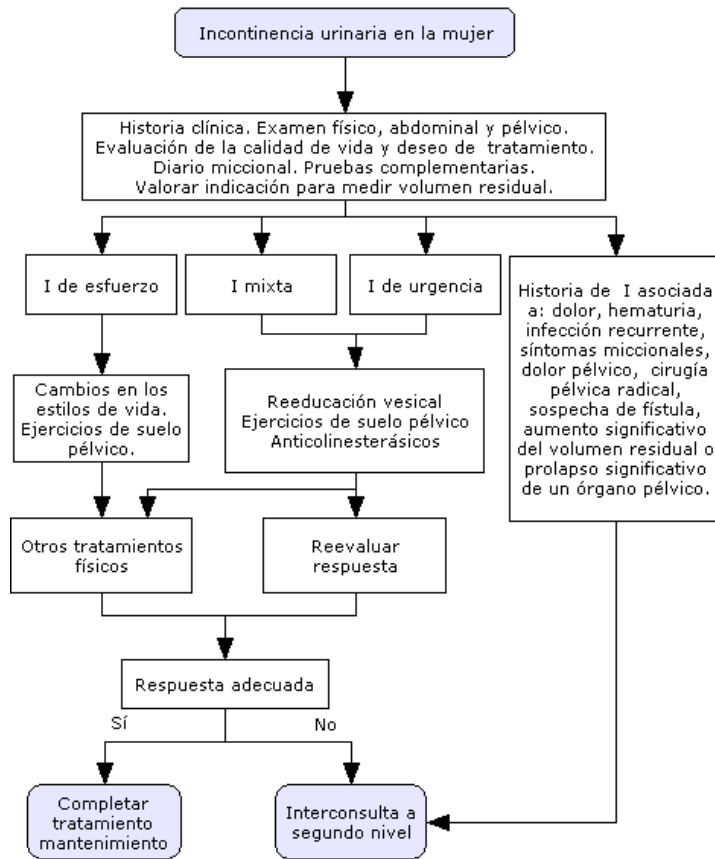 Incontinencia urinaria en la mujer
Historia clínica. Examen físico, abdominal y pélvico.
Evaluación de la calidad de vida y deseo de tratamiento.
Diario miccional. Pruebas complementarias.
Valorar indicación para medir volumen residual.
I de esfuerzo
I mixta
I de urgencia
Historia de I asociada
a: dolor, hematuria,
infección recurrente,
síntomas miccionales,
dolor pélvico, cirugía
pélvica radical,
sospecha de fístula,
aumento significativo
del volumen residual o
prolapso significativo
de un órgano pélvico.
Cambios en los
estilos de vida.
Ejercicios de suelo
pélvico.
Reeducación vesical
Ejercicios de suelo pélvico
Anticolinesterásicos
Otros tratamientos
físicos
Reevaluar
respuesta
Respuesta adecuada
Sí
No
Completar
tratamiento
mantenimiento
Interconsulta a
segundo nivel